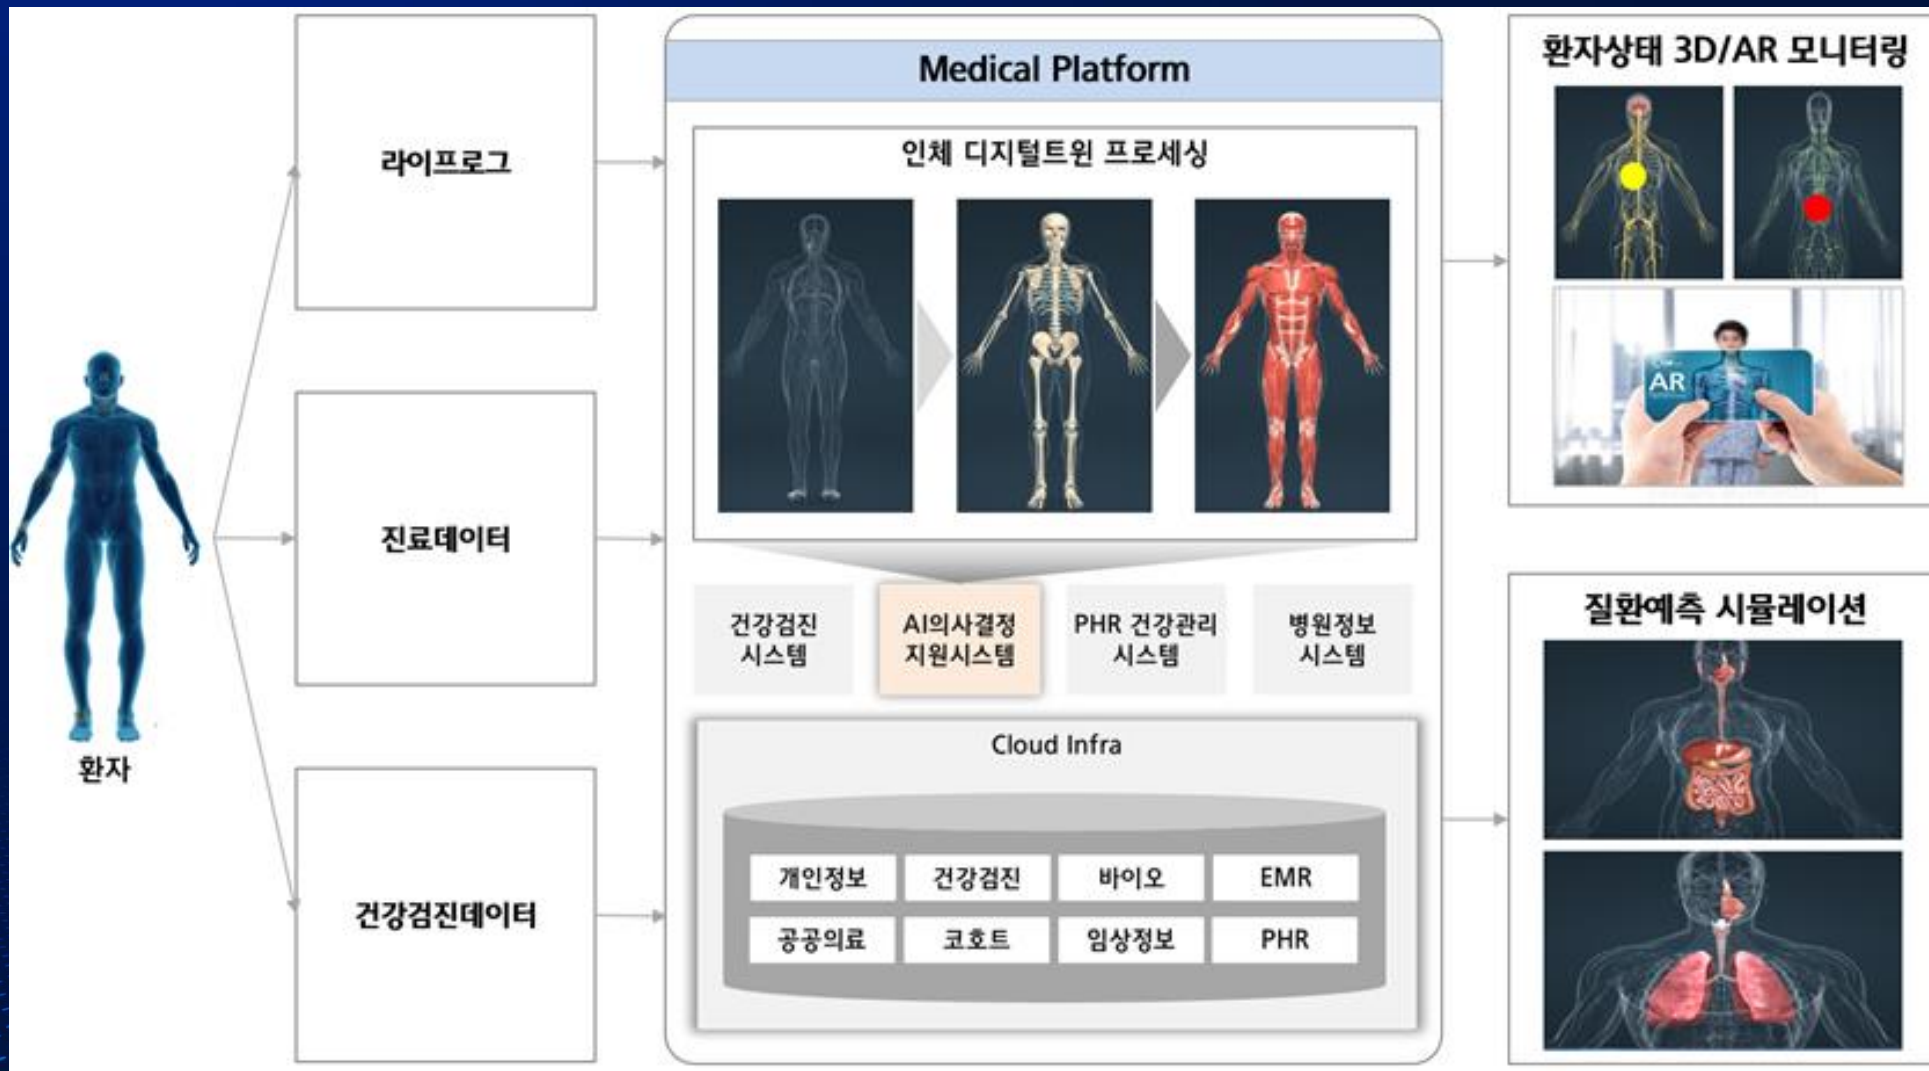 환자
라이프로그
진료데이터
건강검진데이터
Medical Platform
인체 디지털트윈 프로세싱
건강검진
시스템
AI의사결정
지원시스템
PHR 건강관리
시스템
병원정보
시스템
Cloud Infra
개인정보 건강검진 바이오 EMR
공공의료 코호트 임상정보 PHR
환자상태 3D/AR 모니터링
AR
질환예측 시뮬레이션